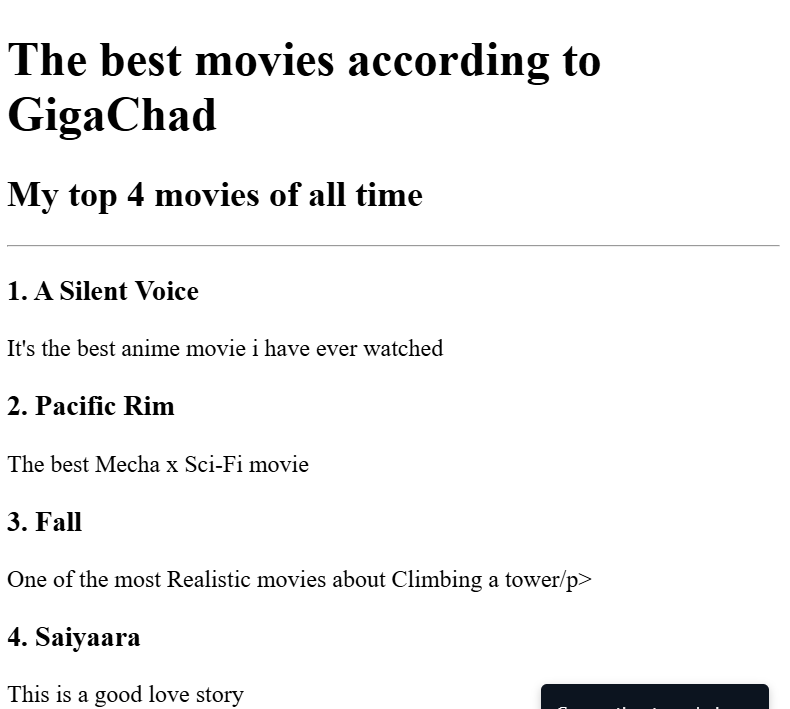 The best movies according to
GigaChad
My top 4 movies of all time
1. A Silent Voice
It's the best anime movie i have ever watched
2. Pacific Rim
The best Mecha x Sci-Fi movie
3. Fall
One of the most Realistic movies about Climbing a tower/p>
4. Saiyaara
This is a good love story